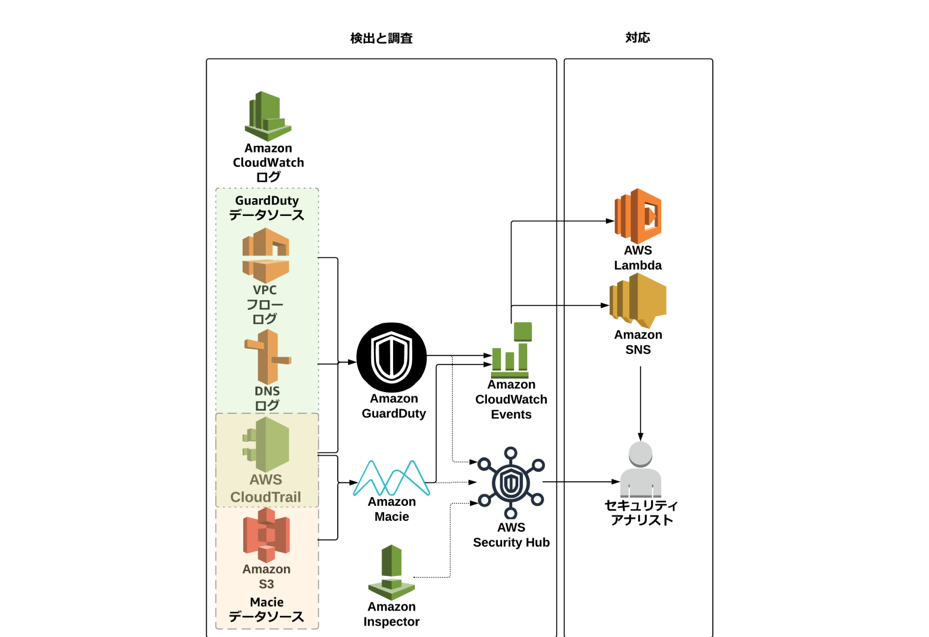 検出と調査
対応
Amazon
CloudWatch
ログ
GuardDuty
データソース
VPC
フロー
ログ
DNS
ログ
AWS
CloudTrail
Amazon
S3
Macie
データソース
Amazon
GuardDuty
Amazon
Macie
Amazon
Inspector
Amazon
CloudWatch
Events
AWS
Security Hub
AWS
Lambda
Amazon
SNS
セキュリティ
アナリスト